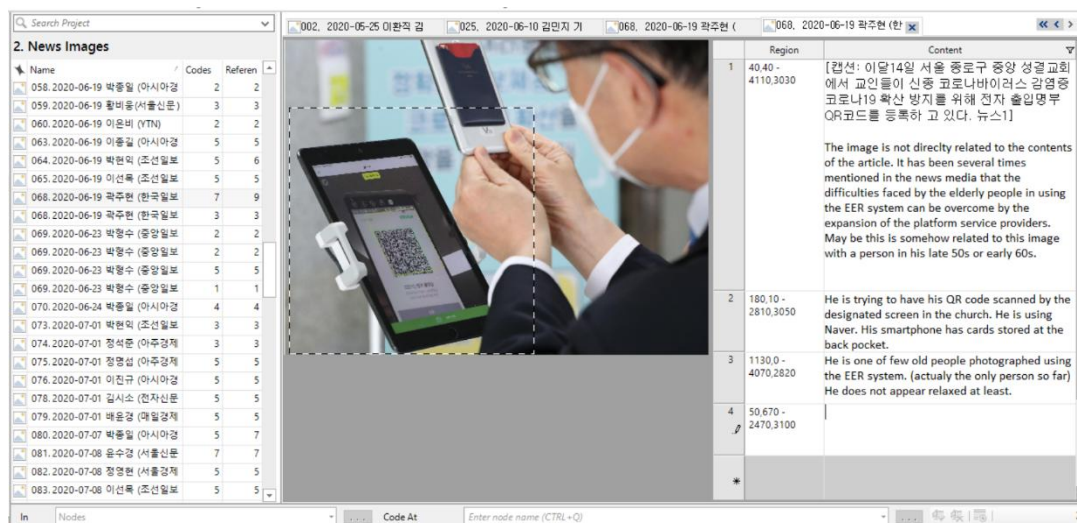 Search Project
2. News Images
Name Codes Referen
058. 2020-06-19 박종일 (아시아경 2 2
059. 2020-06-19 황비웅(서울신문) 3 3
060. 2020-06-19 이은비 (YTN) 2 2
063. 2020-06-19 이종길 (아시아경 5 5
064. 2020-06-19 박현익 (조선일보 5 6
065. 2020-06-19 이선목 (조선일보 5 5
068. 2020-06-19 곽주현 (한국일보 7 9
068. 2020-06-19 곽주현 (한국일보 3 3
069. 2020-06-23 박형수 (중앙일보 2 2
069. 2020-06-23 박형수 (중앙일보 2 2
069. 2020-06-23 박형수 (중앙일보 5 5
069. 2020-06-23 박형수 (중앙일보 1 1
070. 2020-06-24 박종일 (아시아경 4 4
073. 2020-07-01 박현익 (조선일보 3 3
074. 2020-07-01 정석준 (아주경제 3 3
075. 2020-07-01 정명섭 (아주경제 5 5
076. 2020-07-01 이진규 (아시아경 5 5
078. 2020-07-01 김시소 (전자신문 5 5
079. 2020-07-01 배윤경 (매일경제 5 5
080. 2020-07-07 박종일 (아시아경 5 7
081. 2020-07-08 윤수경 (서울신문 7 7
082. 2020-07-08 정영현 (서울경제 5 5
083. 2020-07-08 이선목 (조선일보 5 5
002, 2020-05-25 이환직 김
025, 2020-06-10 김민지 기
068, 2020-06-19 곽주현 (
068, 2020-06-19 곽주현 (한
Region Content
1 40,40 -
4110,3030
[캡션: 이달14일 서울 종로구 중앙 성결교회
에서 교인들이 신종 코로나바이러스 감염증
코로나19 확산 방지를 위해 전자 출입명부
QR코드를 등록하 고 있다. 뉴스1]
The image is not direclty related to the contents
of the article. It has been several times
mentioned in the news media that the
difficulties faced by the elderly people in using
the EER system can be overcome by the
expansion of the platform service providers.
May be this is somehow related to this image
with a person in his late 50s or early 60s.
2 180,10 -
2810,3050
He is trying to have his QR code scanned by the
designated screen in the church. He is using
Naver. His smartphone has cards stored at the
back pocket.
3 1130,0 -
4070,2820
He is one of few old people photographed using
the EER system. (actualy the only person so far)
He does not appear relaxed at least.
4 50,670 -
2470,3100
In Nodes ... Code At Enter node name (CTRL+Q) ...